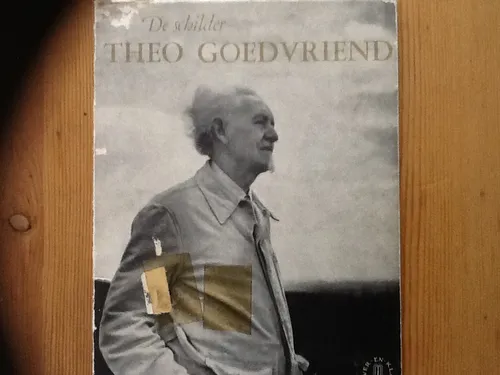 De schilder
THEO GOEDVRIEND